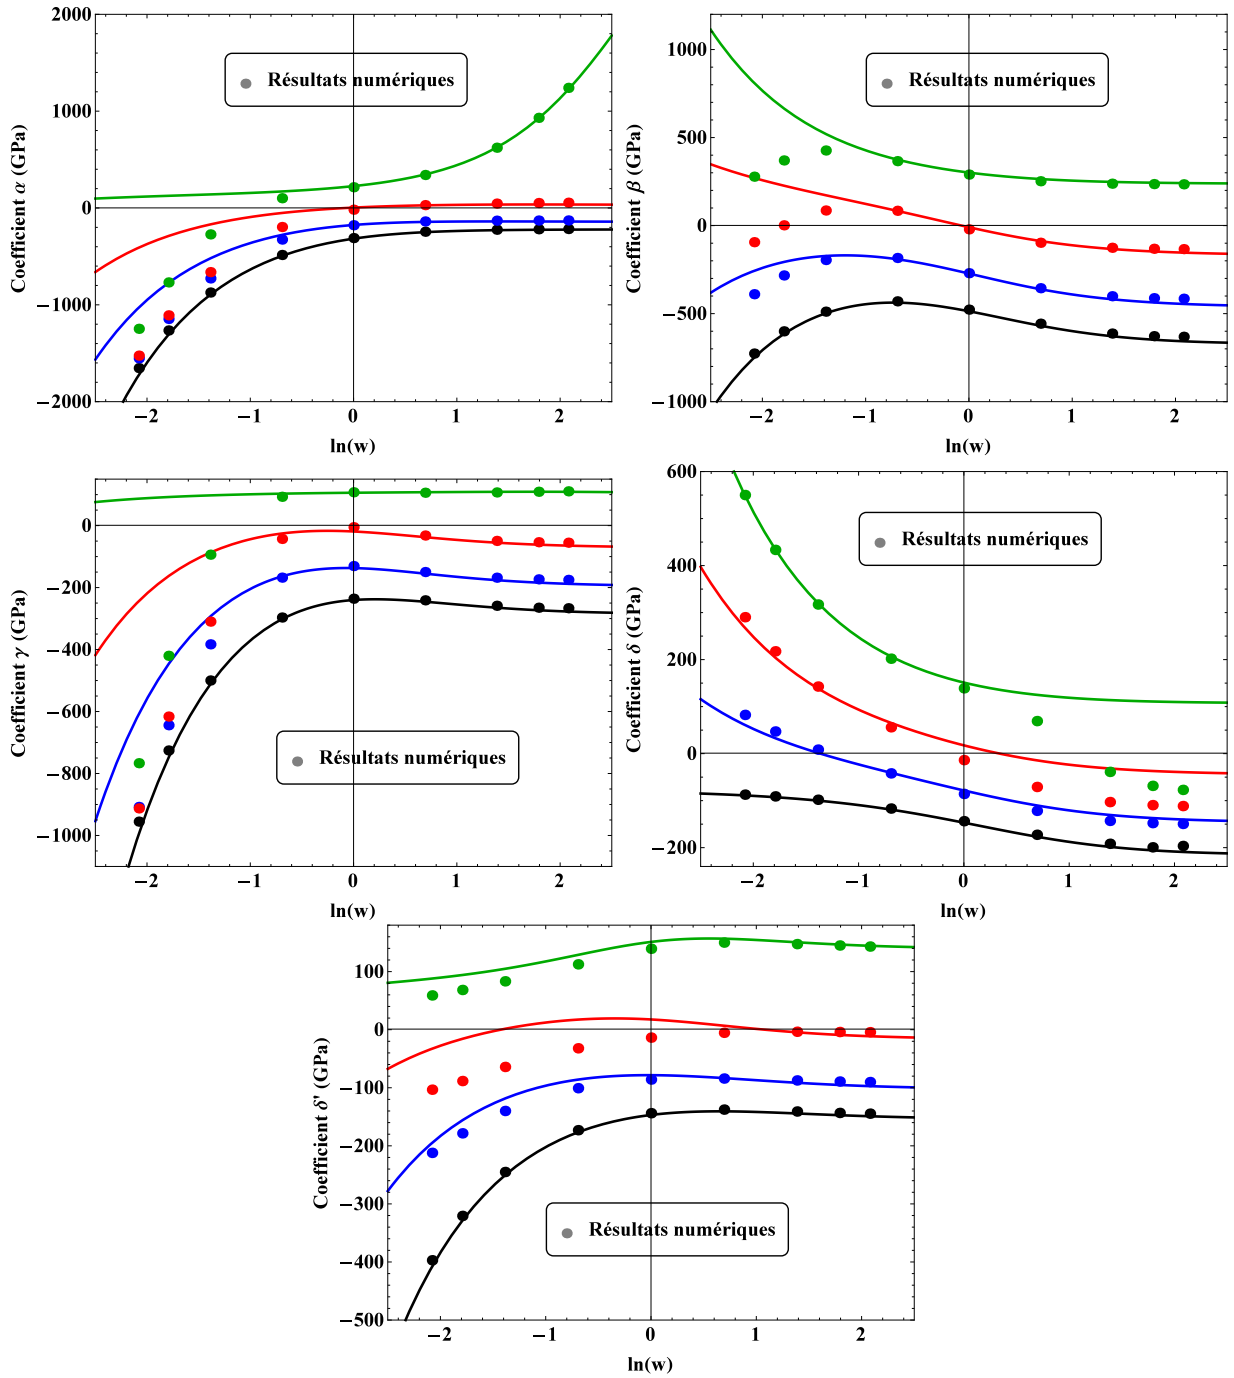 2000
1000
0
−1000
−2000
Coefficient α (GPa)
Résultats numériques
−2 −1 0 1 2
ln(w)
1000
500
0
−500
−1000
Coefficient β (GPa)
Résultats numériques
−2 −1 0 1 2
ln(w)
0
−200
−400
−600
−800
−1000
Coefficient γ (GPa)
Résultats numériques
−2 −1 0 1 2
ln(w)
600
400
200
0
−200
Coefficient δ (GPa)
Résultats numériques
−2 −1 0 1 2
ln(w)
100
0
−100
−200
−300
−400
−500
Coefficient δ' (GPa)
Résultats numériques
−2 −1 0 1 2
ln(w)